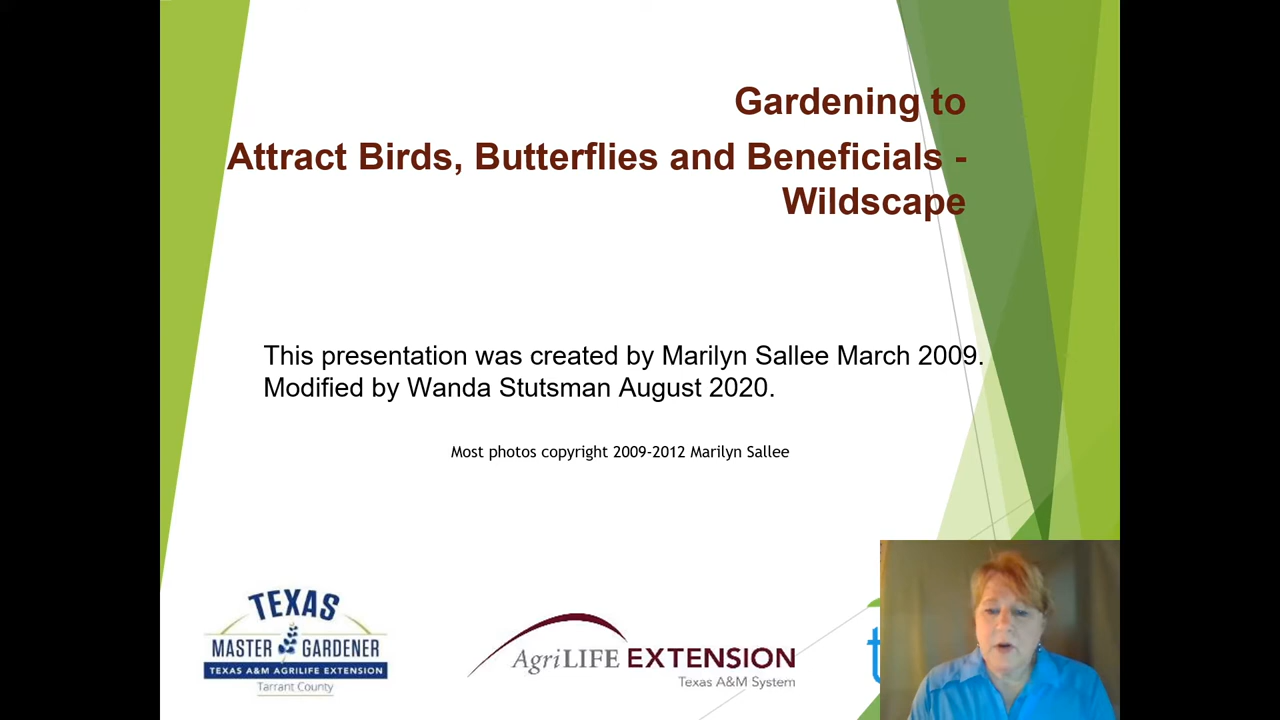 Gardening to
Attract Birds, Butterflies and Beneficials -
Wildscape
This presentation was created by Marilyn Sallee March 2009.
Modified by Wanda Stutsman August 2020.
Most photos copyright 2009-2012 Marilyn Sallee
TEXAS
MASTER GARDENER
TEXAS A&M AGRILIFE EXTENSION
Tarrant County
AgriLIFE EXTENSION
Texas A&M System